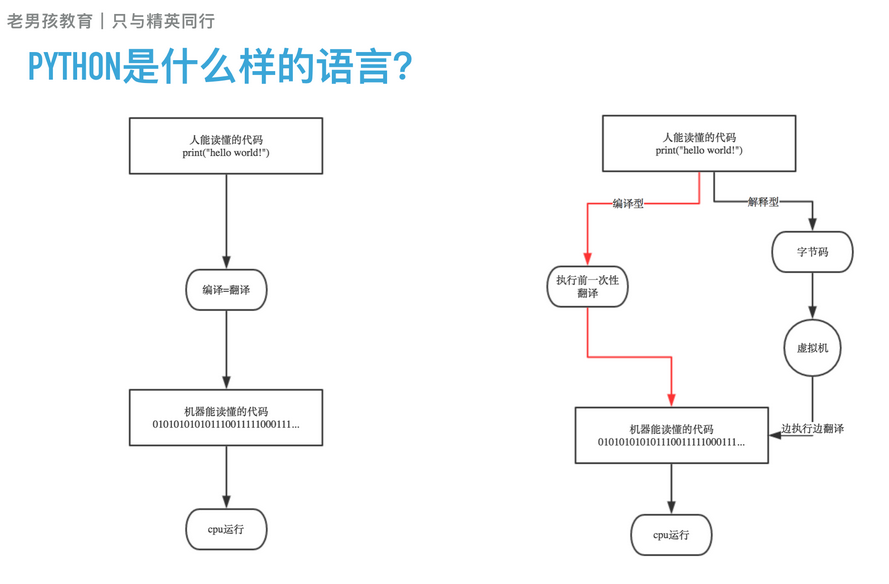 老男孩教育｜只与精英同行
PYTHON是什么样的语言?
人能读懂的代码
print("hello world!")
编译=翻译
机器能读懂的代码
010101010101110011111000111...
cpu运行
人能读懂的代码
print("hello world!")
编译型
解释型
字节码
执行前一次性
翻译
虚拟机
边执行边翻译
机器能读懂的代码
010101010101110011111000111...
cpu运行